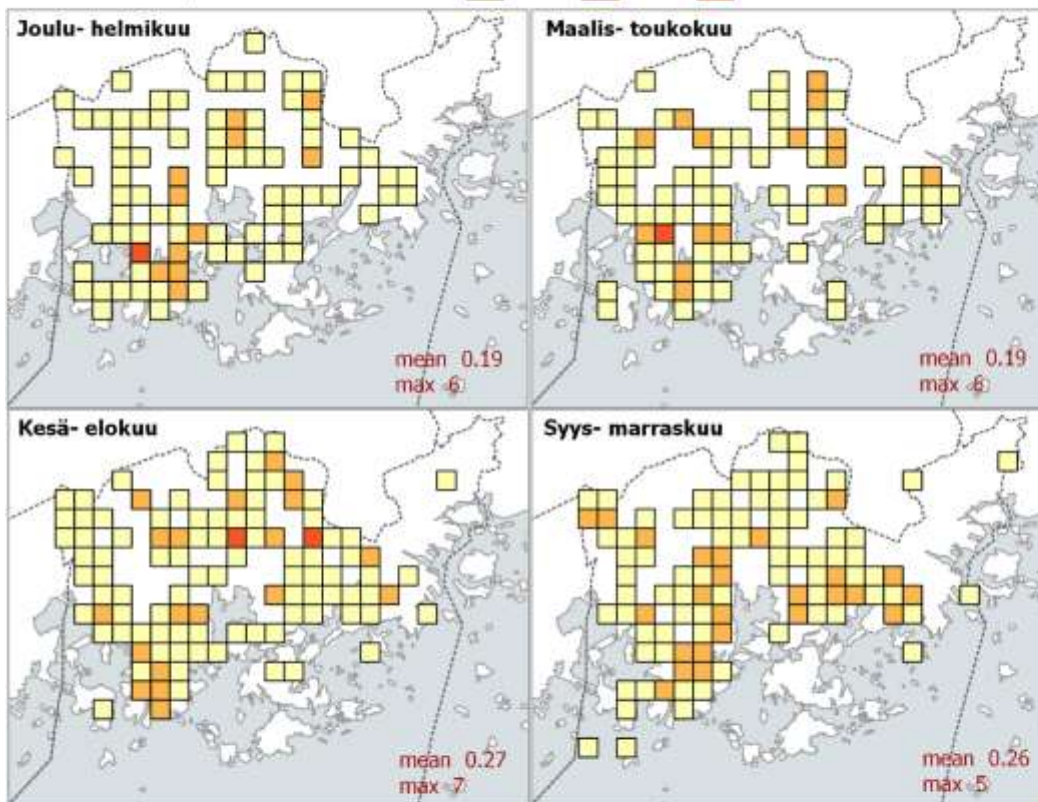 Joulu- helmikuu
Maalis- toukokuu
mean 0.19
max 6
mean 0.19
max 6
Kesä- elokuu
Syys- marraskuu
mean 0.27
max 7
mean 0.26
max 5